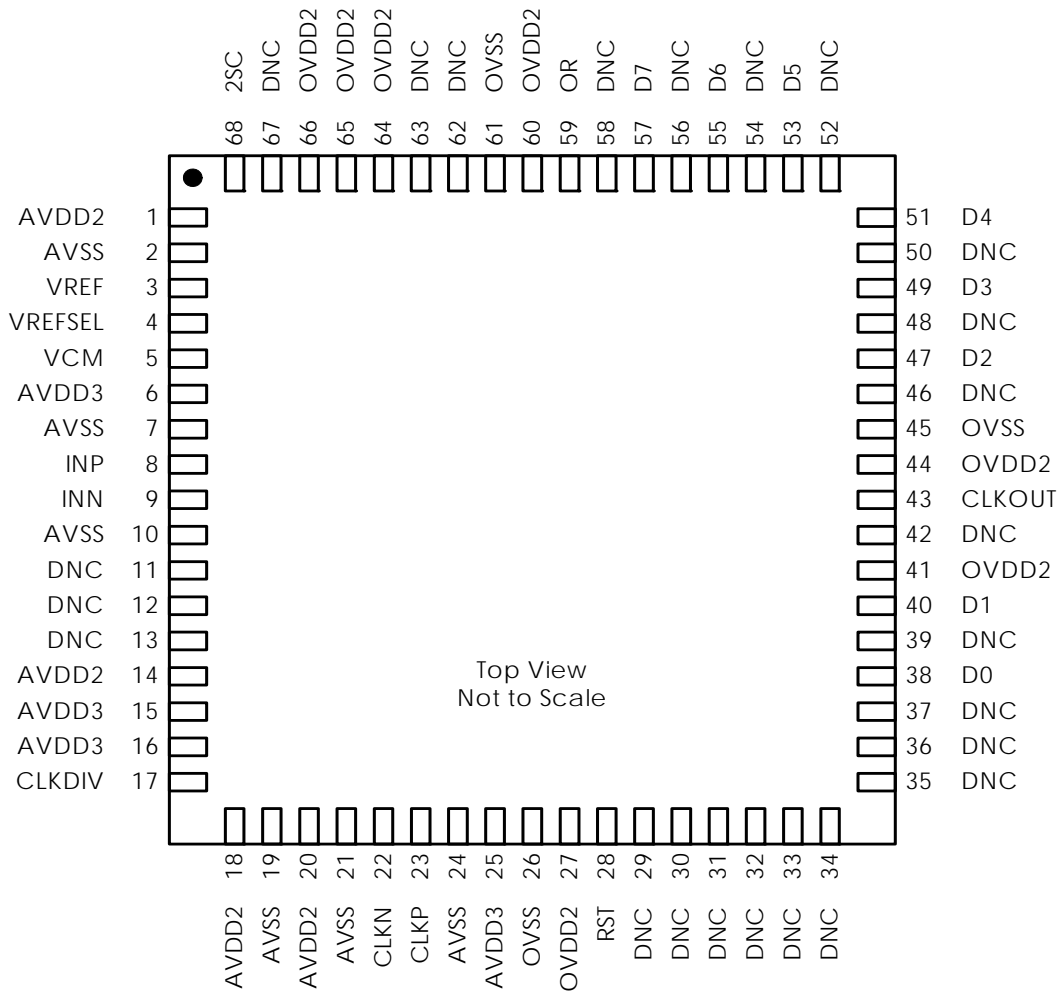 2SC DNC OVDD2 OVDD2 OVDD2 DNC DNC OVSS OVDD2 OR DNC D7 DNC D6 DNC D5 DNC
68 67 66 65 64 63 62 61 60 59 58 57 56 55 54 53 52
AVDD2 1
AVSS 2
VREF 3
VREFSEL 4
VCM 5
AVDD3 6
AVSS 7
INP 8
INN 9
AVSS 10
DNC 11
DNC 12
DNC 13
AVDD2 14
AVDD3 15
AVDD3 16
CLKDIV 17
Top View
Not to Scale
51 D4
50 DNC
49 D3
48 DNC
47 D2
46 DNC
45 OVSS
44 OVDD2
43 CLKOUT
42 DNC
41 OVDD2
40 D1
39 DNC
38 D0
37 DNC
36 DNC
35 DNC
18 19 20 21 22 23 24 25 26 27 28 29 30 31 32 33 34
AVDD2 AVSS AVDD2 AVSS CLKN CLKP AVSS AVDD3 OVSS OVDD2 RST DNC DNC DNC DNC DNC DNC